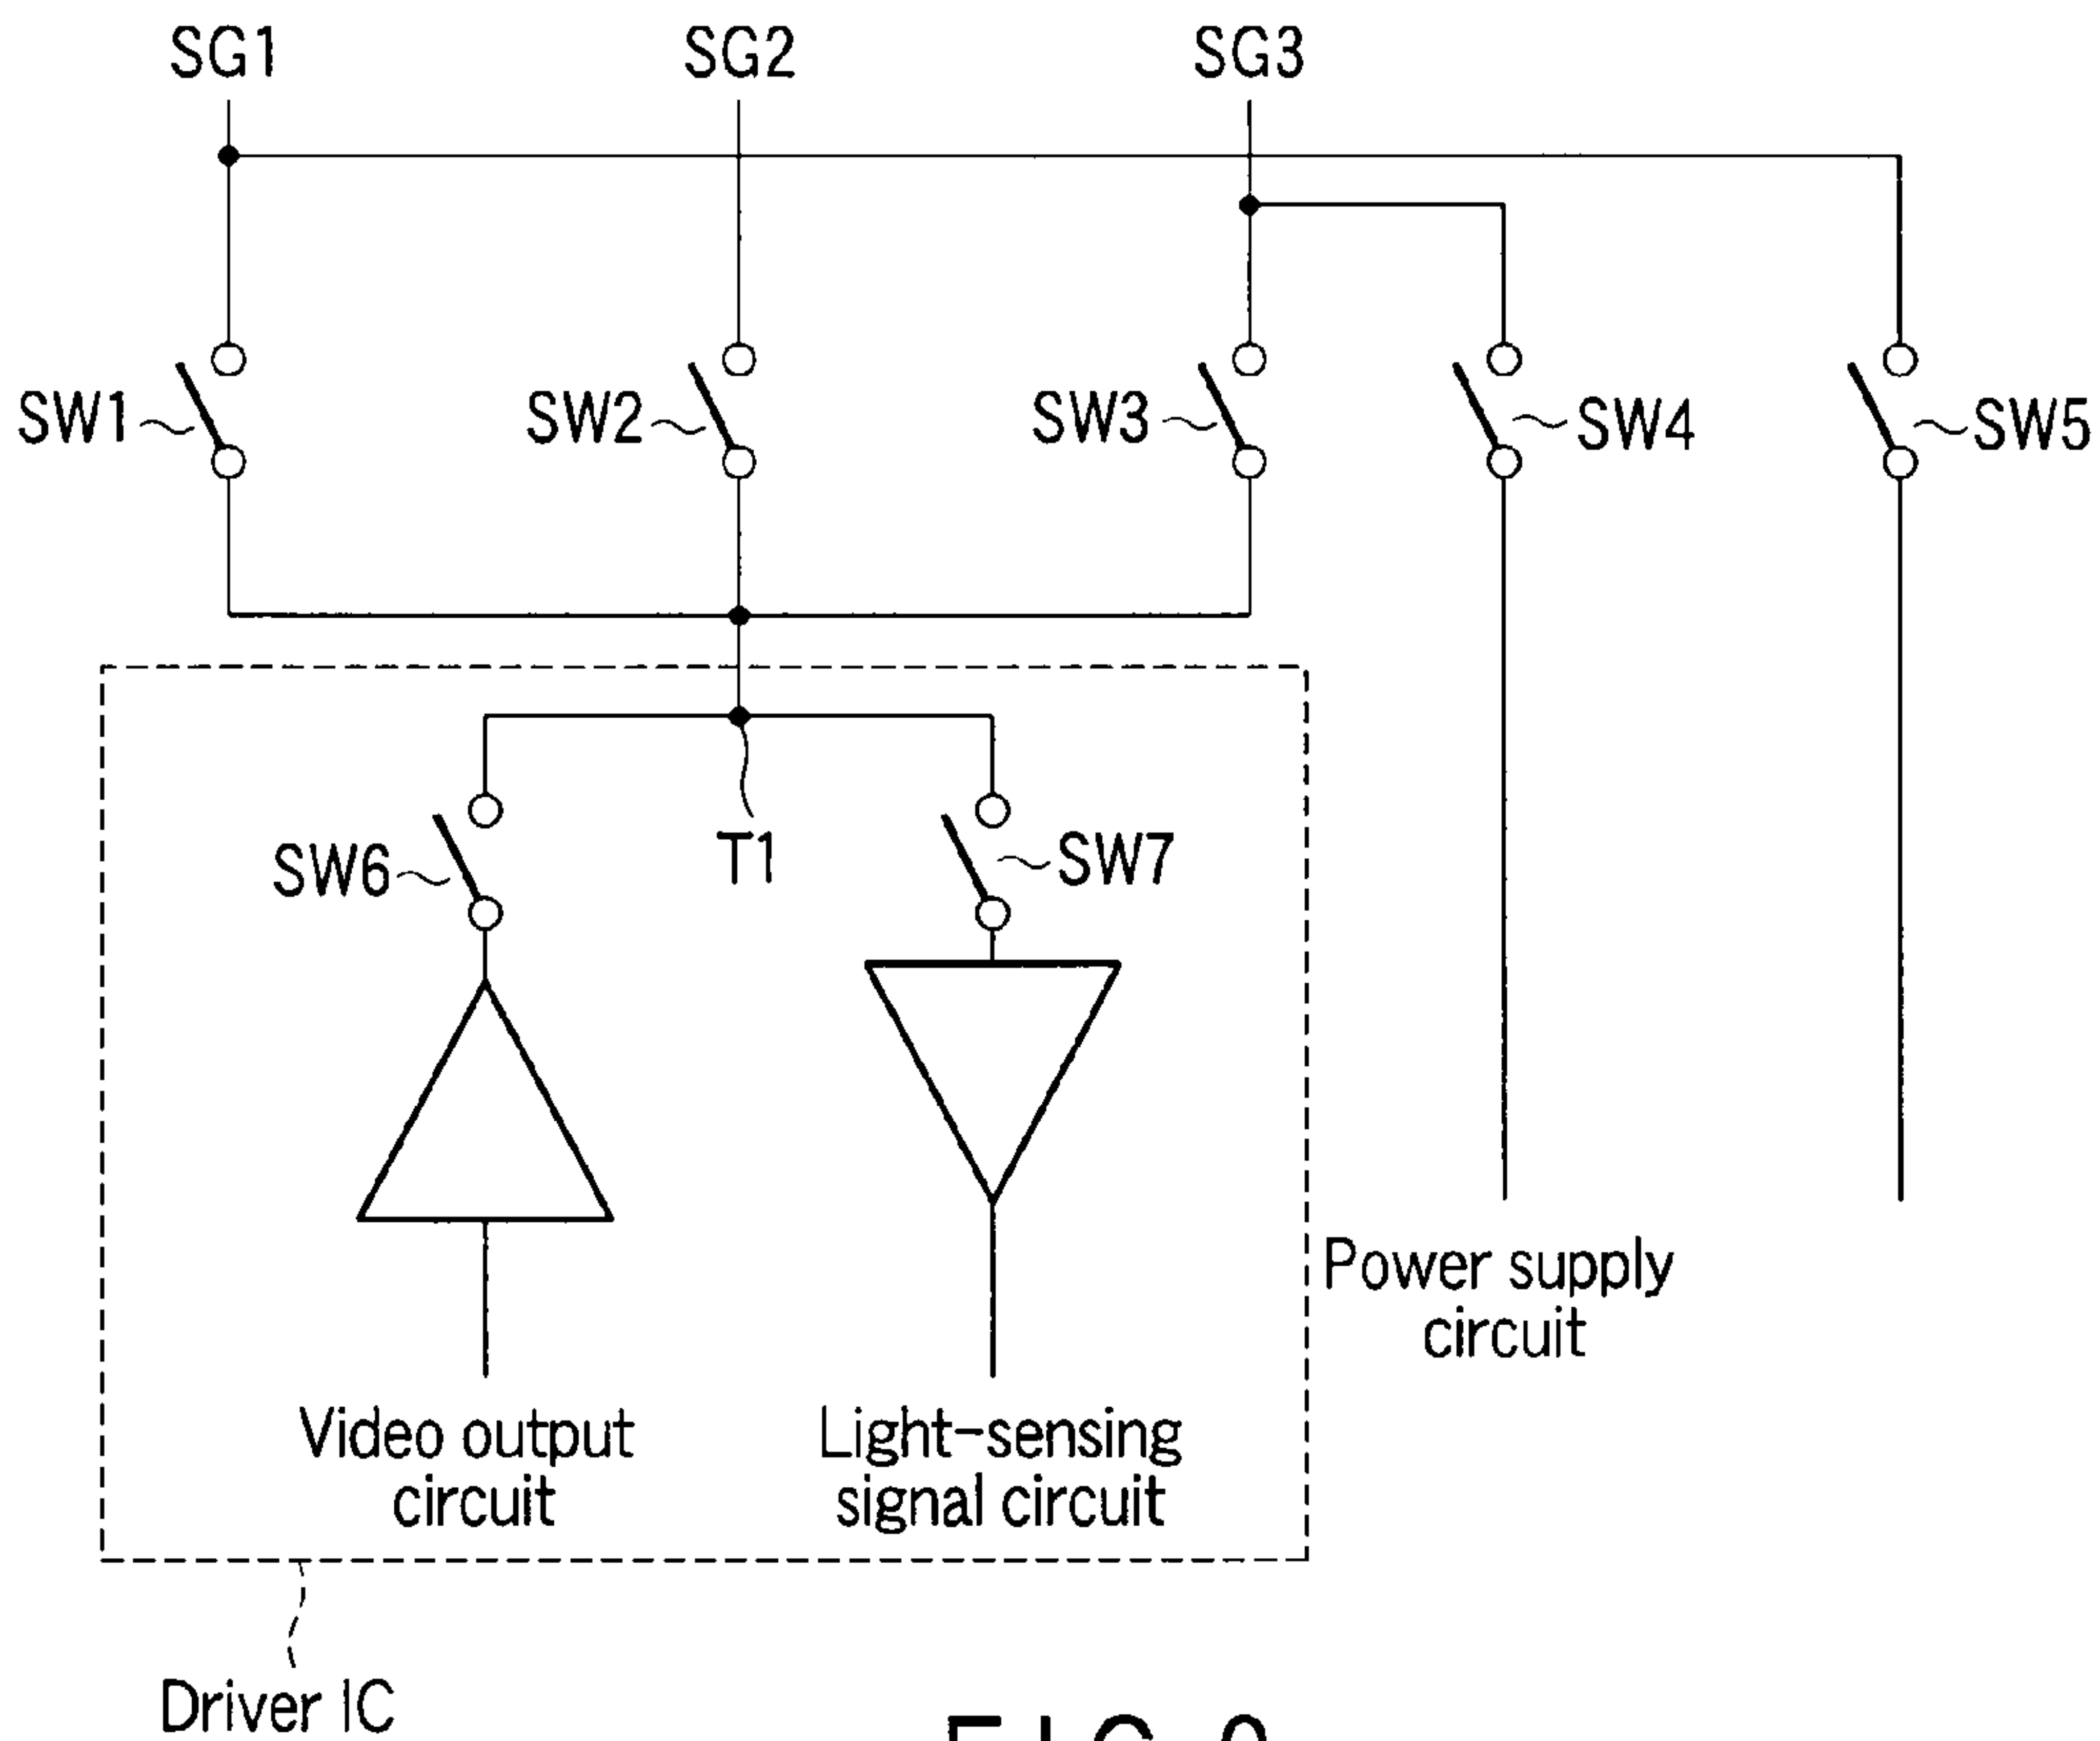 SG1 SG2 SG3
SW1 SW2 SW3 SW4 SW5
SW6 T1 SW7
Power supply
circuit
Video output
circuit
Light-sensing
signal circuit
Driver IC